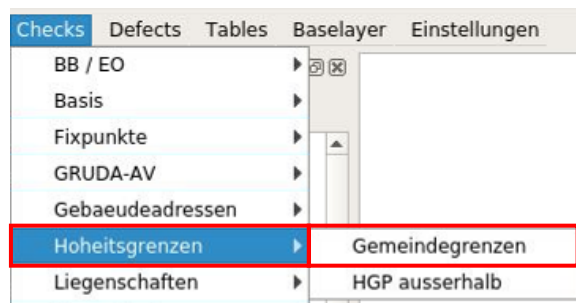 Checks Defects Tables Baselayer Einstellungen
BB / EO
Basis
Fixpunkte
GRUDA-AV
Gebaeudeadressen
Hoheitsgrenzen Gemeindegrenzen
Liegenschaften HGP ausserhalb